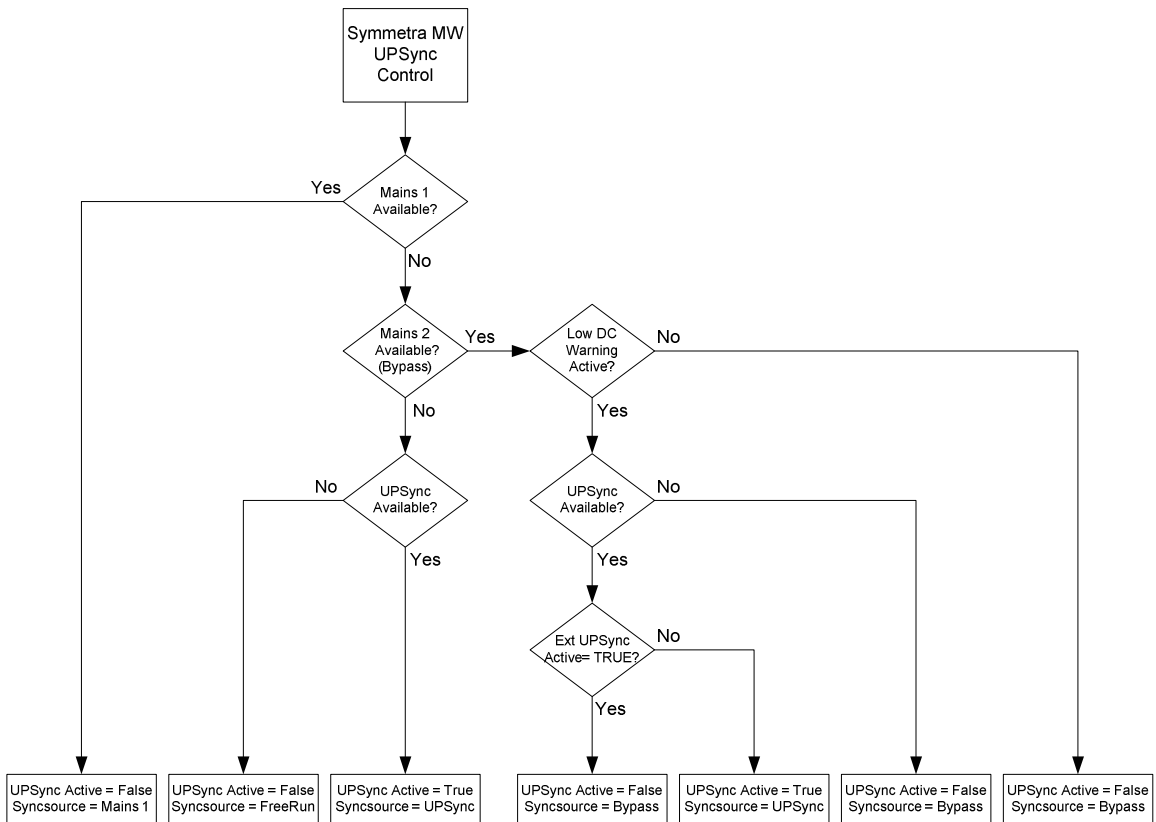 Symmetra MW
UPSync
Control
Yes
Mains 1
Available?
No
Mains 2
Available?
(Bypass)
Yes
Low DC
Warning
Active?
No
No
Yes
No
UPSync
Available?
Yes
UPSync
Available?
No
Yes
Ext UPSync
Active= TRUE?
No
Yes
UPSync Active = False
Syncsource = Mains 1
UPSync Active = False
Syncsource = FreeRun
UPSync Active = True
Syncsource = UPSync
UPSync Active = False
Syncsource = Bypass
UPSync Active = True
Syncsource = UPSync
UPSync Active = False
Syncsource = Bypass
UPSync Active = False
Syncsource = Bypass